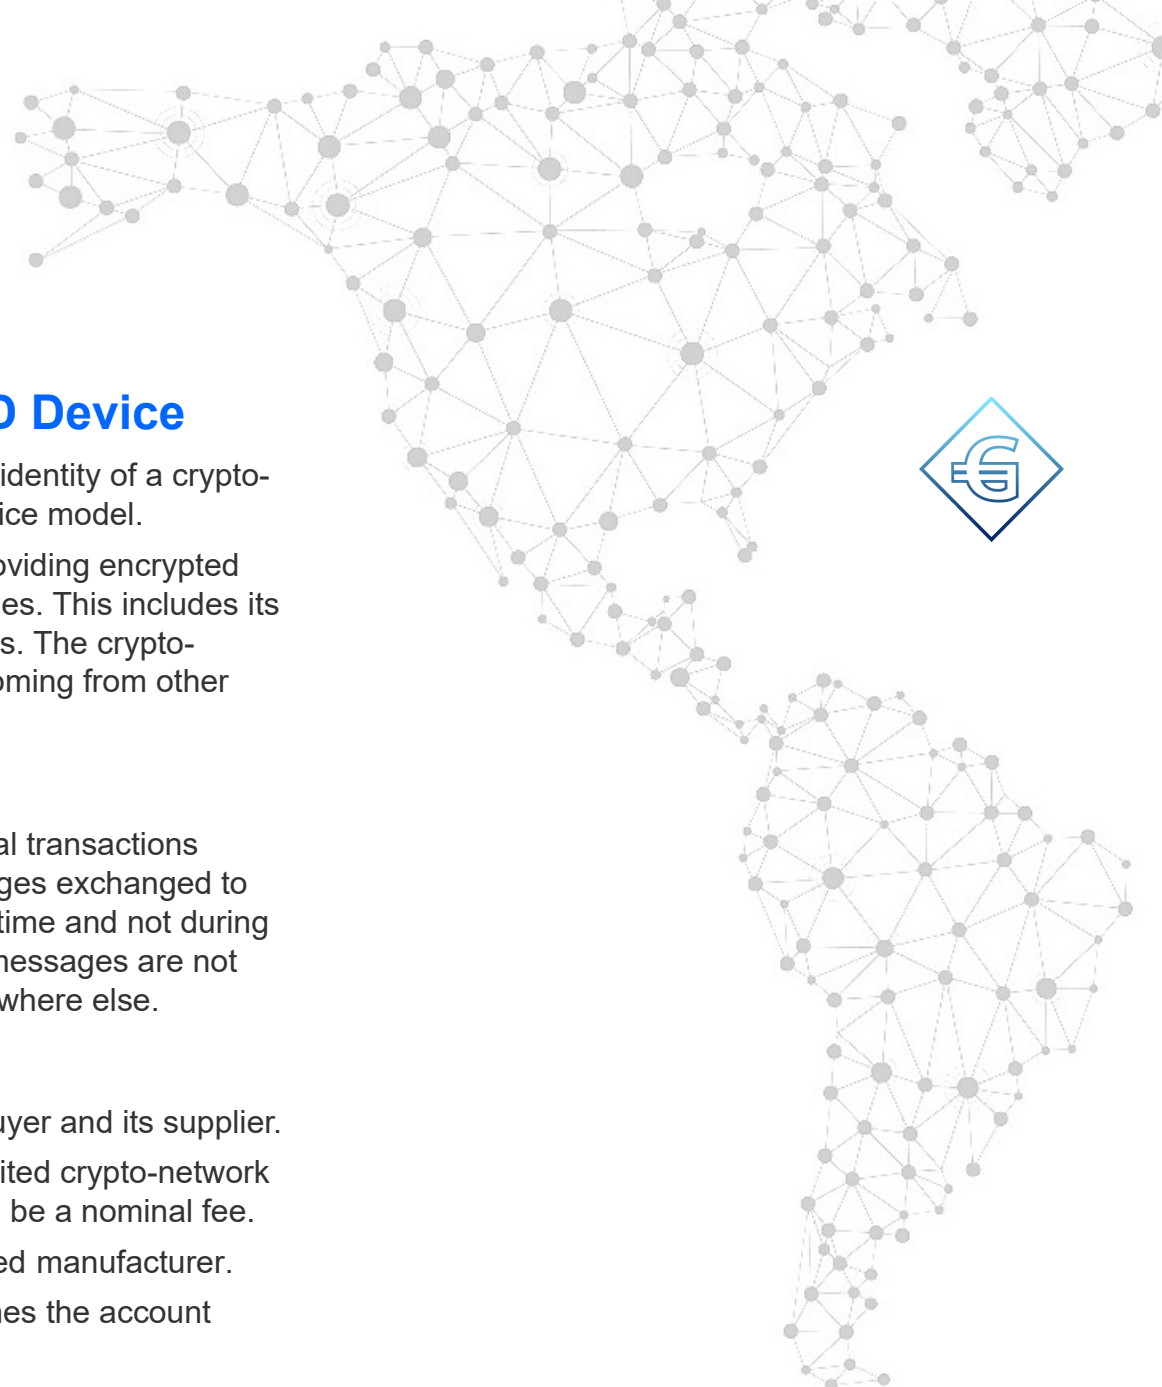 D Device
identity of a crypto-
ice model.
oviding encrypted
es. This includes its
s. The crypto-
oming from other
al transactions
ges exchanged to
time and not during
messages are not
where else.
uyer and its supplier.
ited crypto-network
be a nominal fee.
ed manufacturer.
nes the account